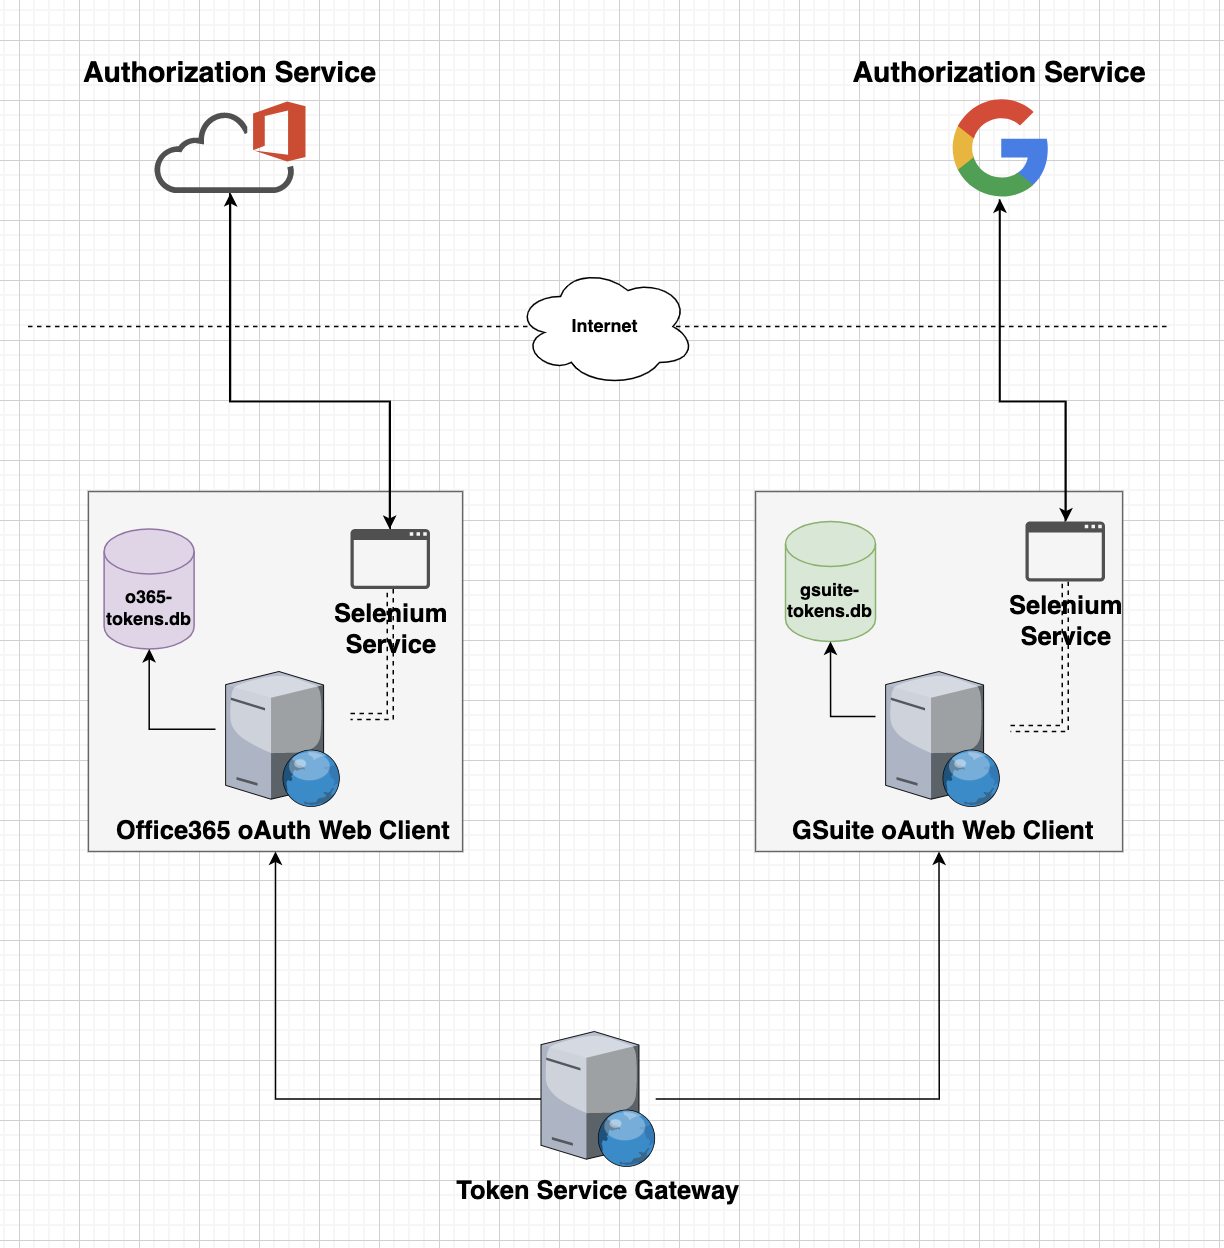 Authorization Service
Authorization Service
Internet
o365-
tokens.db
Selenium
Service
Office365 oAuth Web Client
gsuite-
tokens.db
Selenium
Service
GSuite oAuth Web Client
Token Service Gateway